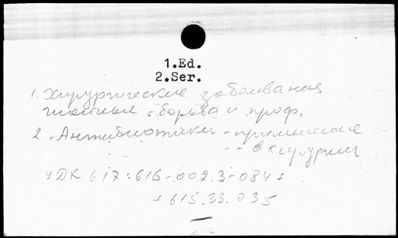 1.Ed.
2.Ser.
1. Хирургические заболевания
гнойные - борьба и проф.
2. Антибиотики - применение
-- в хирургии
УДК 617:616-002.3-084 +
+ 615.33.035